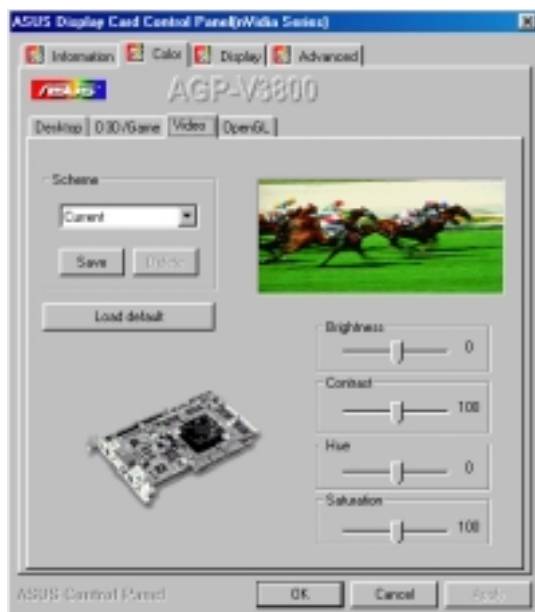 ASUS Display Card Control Panel(nVidia Series)
Information Color Display Advanced
ASUS AGP-V3800
Desktop D3D/Game Video OpenGL
Scheme
Current
Save Delete
Load default
Brightness
0
Contrast
100
Hue
0
Saturation
100
ASUS Control Panel OK Cancel Apply